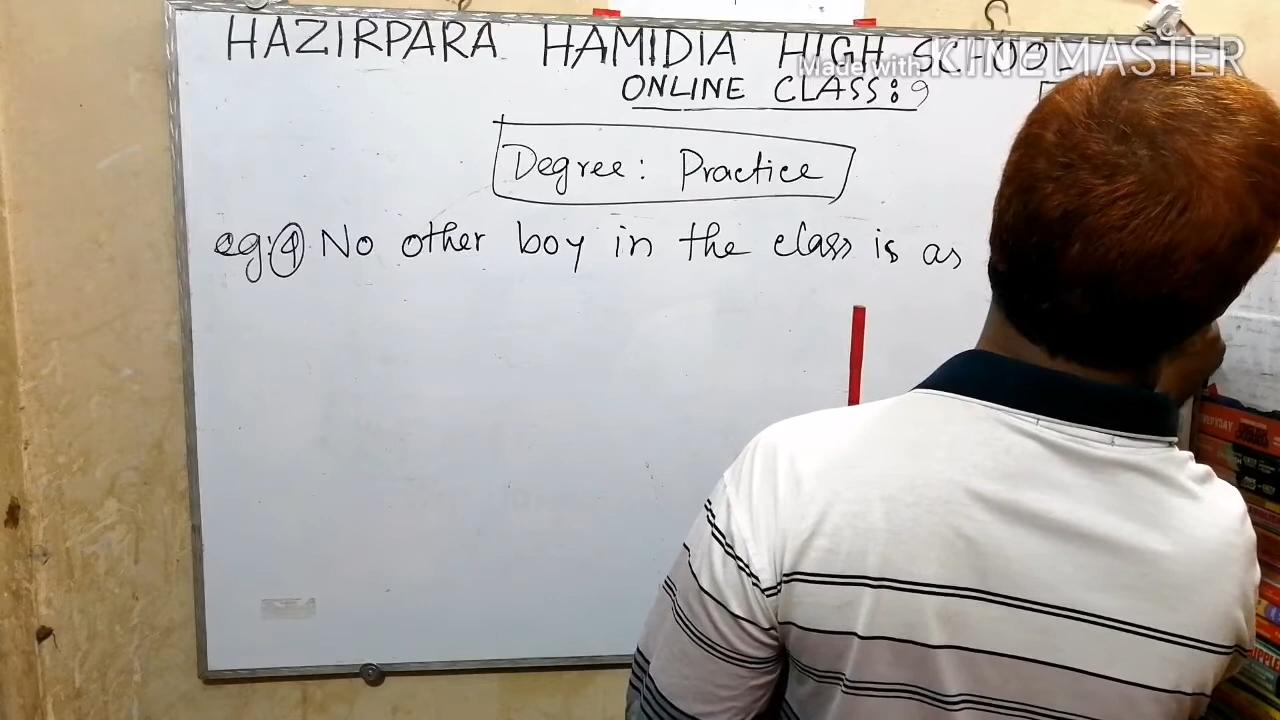 HAZIRPARA HAMIDIA HIGH SCHOOL
Made with KINEMASTER
ONLINE CLASS: 9
Degree: Practice
eg: ④ No other boy in the class is as